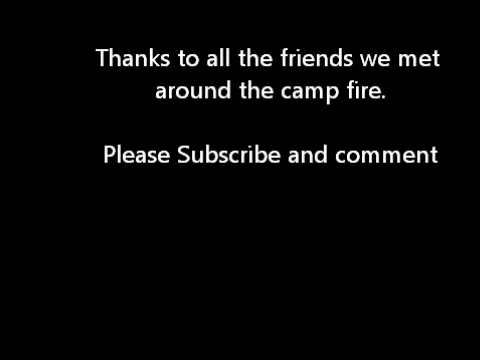 Thanks to all the friends we met
around the camp fire.
Please Subscribe and comment